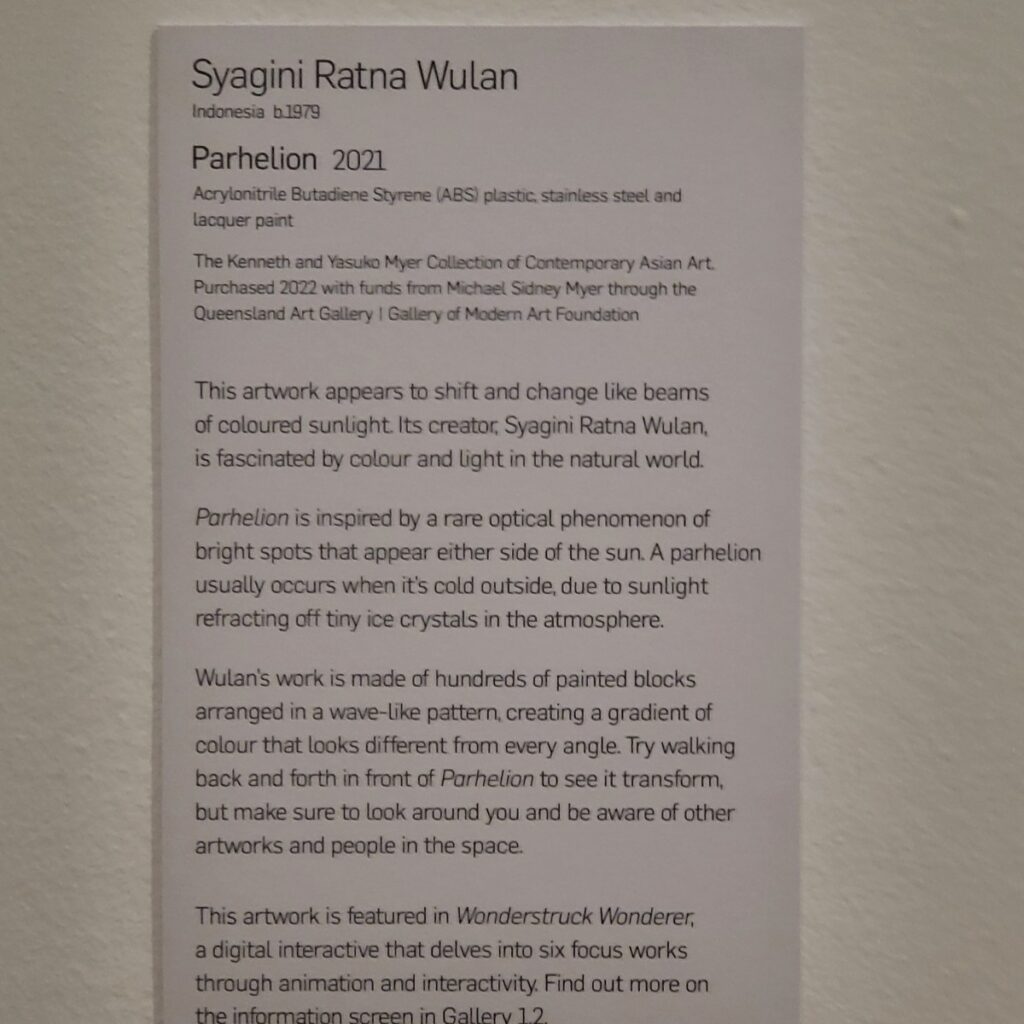 Syagini Ratna Wulan
Indonesia b.1979
Parhelion 2021
Acrylonitrile Butadiene Styrene (ABS) plastic, stainless steel and
lacquer paint
The Kenneth and Yasuko Myer Collection of Contemporary Asian Art.
Purchased 2022 with funds from Michael Sidney Myer through the
Queensland Art Gallery | Gallery of Modern Art Foundation
This artwork appears to shift and change like beams
of coloured sunlight. Its creator, Syagini Ratna Wulan,
is fascinated by colour and light in the natural world.
Parhelion is inspired by a rare optical phenomenon of
bright spots that appear either side of the sun. A parhelion
usually occurs when it's cold outside, due to sunlight
refracting off tiny ice crystals in the atmosphere.
Wulan's work is made of hundreds of painted blocks
arranged in a wave-like pattern, creating a gradient of
colour that looks different from every angle. Try walking
back and forth in front of Parhelion to see it transform,
but make sure to look around you and be aware of other
artworks and people in the space.
This artwork is featured in Wonderstruck Wonderer,
a digital interactive that delves into six focus works
through animation and interactivity. Find out more on
the information screen in Gallery 1.2.